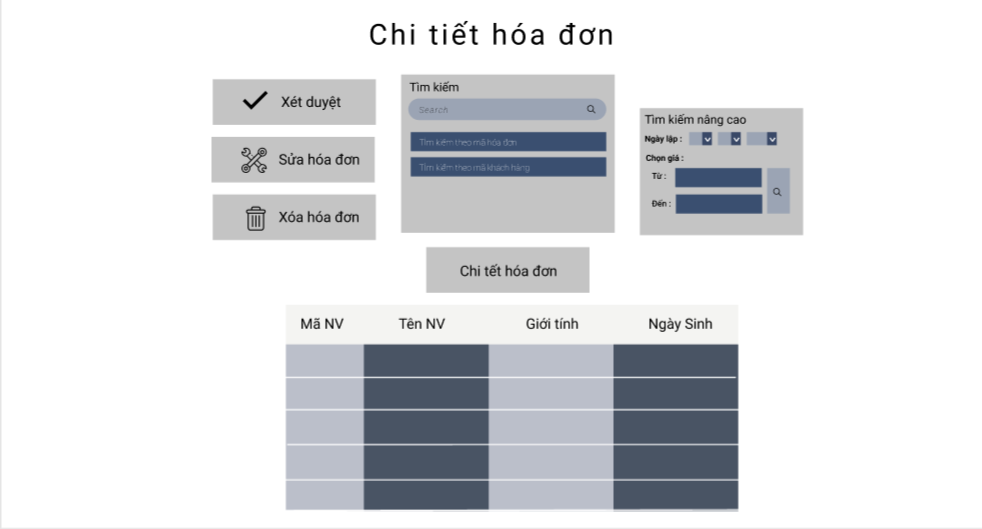 Chi tiết hóa đơn
Xét duyệt
Sửa hóa đơn
Xóa hóa đơn
Tìm kiếm
Search
Tìm kiếm theo mã hóa đơn
Tìm kiếm theo mã khách hàng
Tìm kiếm nâng cao
Ngày lập :
Chọn giá :
Từ :
Đến :
Chi tết hóa đơn
Mã NV Tên NV Giới tính Ngày Sinh